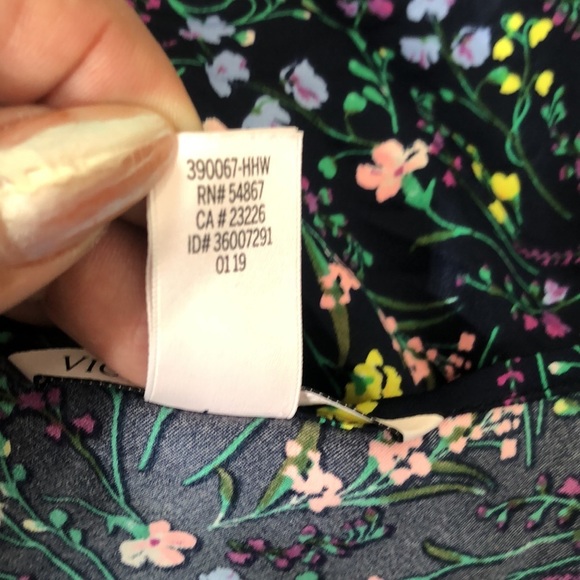 390067-HHW
RN# 54867
CA # 23226
ID# 36007291
01 19